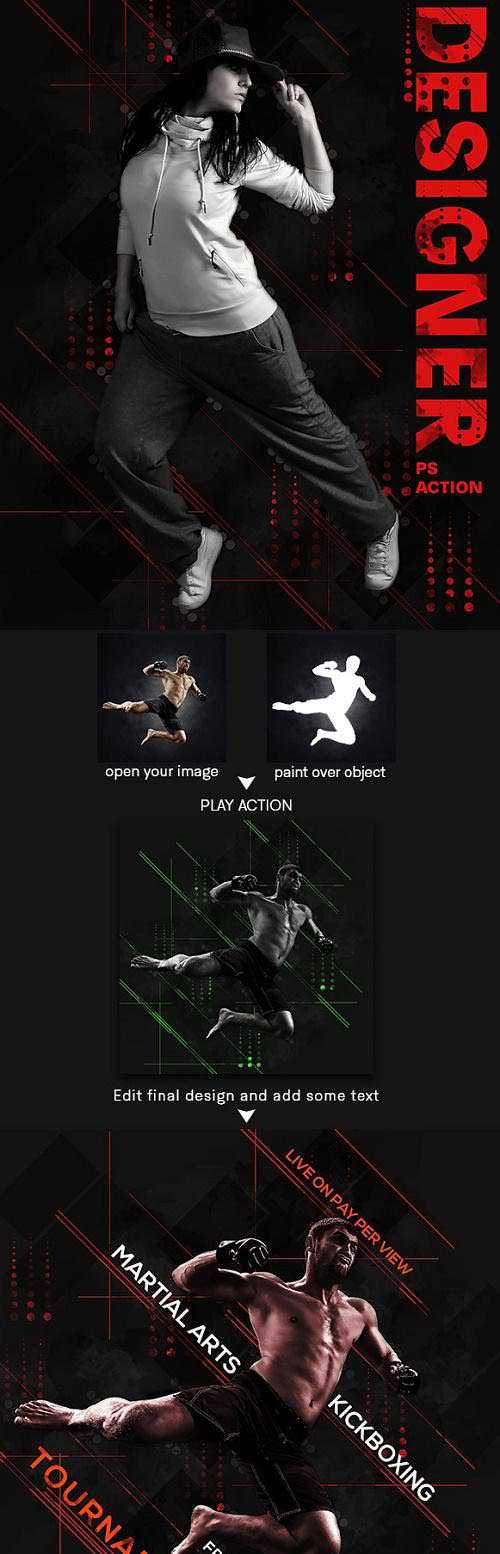 DESIGNER
PS
ACTION
open your image
paint over object
PLAY ACTION
Edit final design and add some text
LIVE ON PAY PER VIEW
MARTIAL ARTS
KICKBOXING